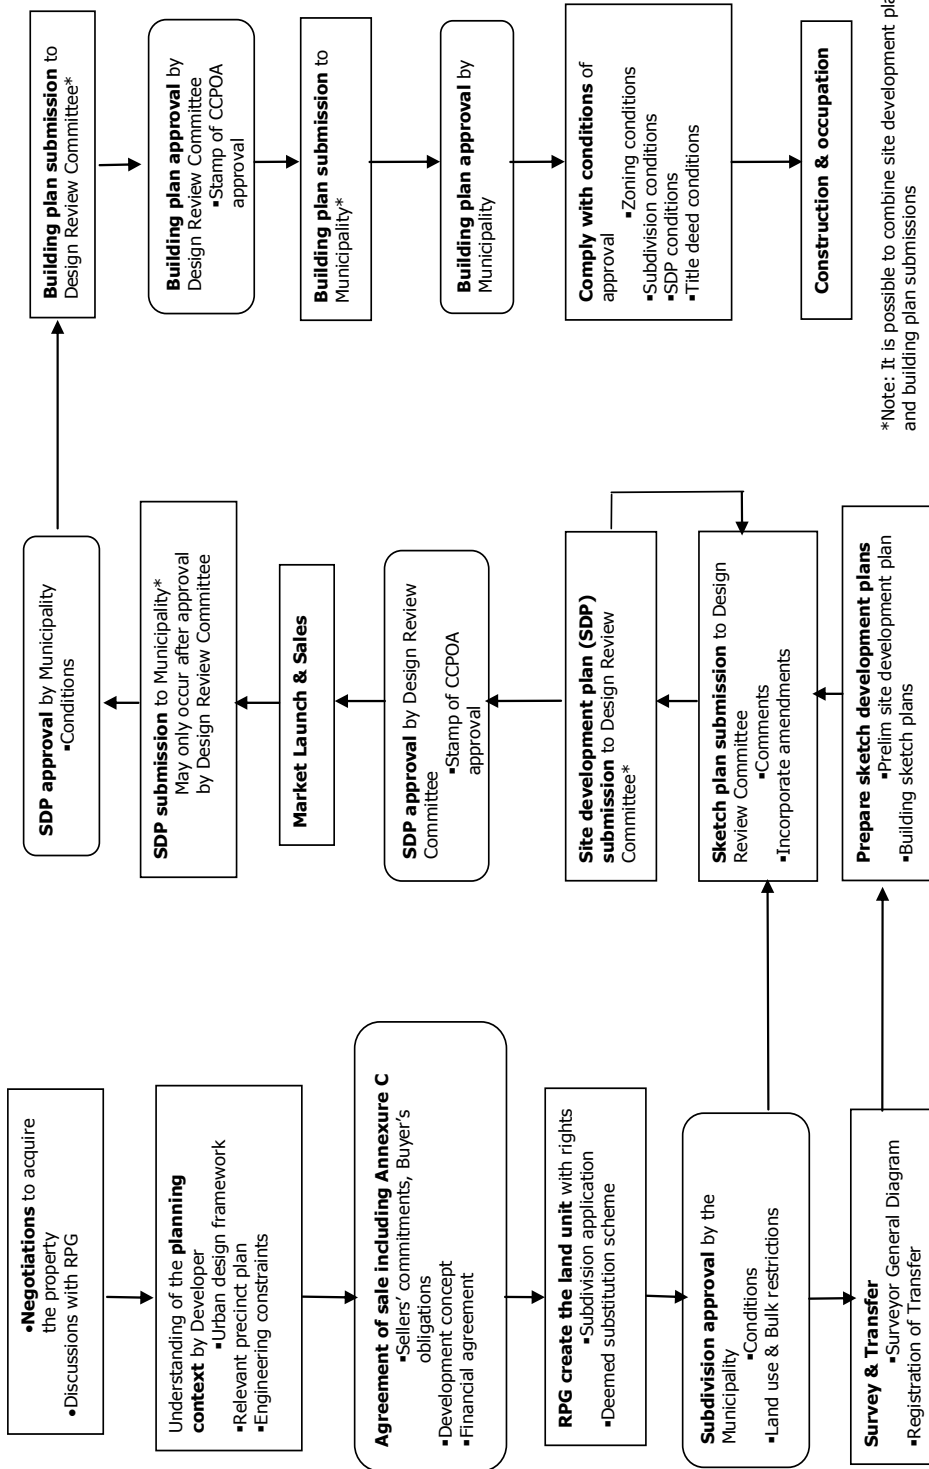 •Negotiations to acquire
the property
•Discussions with RPG
Understanding of the planning
context by Developer
▪Urban design framework
▪Relevant precinct plan
▪Engineering constraints
Agreement of sale including Annexure C
▪Sellers’ commitments, Buyer’s
obligations
▪Development concept
▪Financial agreement
RPG create the land unit with rights
▪Subdivision application
▪Deemed substitution scheme
Subdivision approval by the
Municipality
▪Conditions
▪Land use & Bulk restrictions
Survey & Transfer
▪Surveyor General Diagram
▪Registration of Transfer
SDP approval by Municipality
▪Conditions
SDP submission to Municipality*
May only occur after approval
by Design Review Committee
Market Launch & Sales
SDP approval by Design Review
Committee
▪Stamp of CCPOA
approval
Site development plan (SDP)
submission to Design Review
Committee*
Sketch plan submission to Design
Review Committee
▪Comments
▪Incorporate amendments
Prepare sketch development plans
▪Prelim site development plan
▪Building sketch plans
Building plan submission to
Design Review Committee*
Building plan approval by
Design Review Committee
▪Stamp of CCPOA
approval
Building plan submission to
Municipality*
Building plan approval by
Municipality
Comply with conditions of
approval
▪Zoning conditions
▪Subdivision conditions
▪SDP conditions
▪Title deed conditions
Construction & occupation
*Note: It is possible to combine site development pla
and building plan submissions